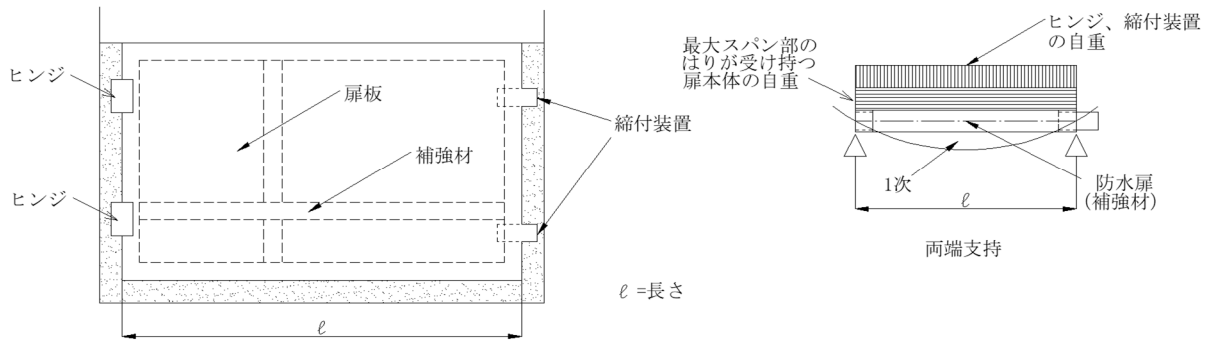 ヒンジ
扉板
締付装置
補強材
ヒンジ
ℓ
ℓ =長さ
ヒンジ、締付装置
の自重
最大スパン部の
はりが受け持つ
扉本体の自重
1次
防水扉
(補強材)
ℓ
両端支持